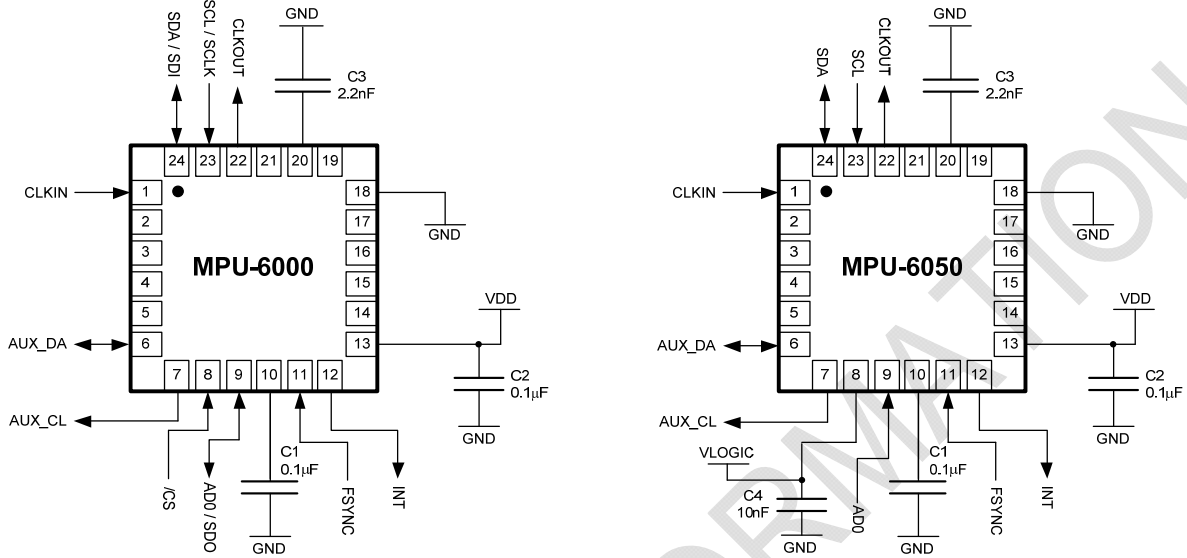 GND
SDA / SDI
SCL / SCLK
CLKOUT
C3
2.2nF
24 23 22 21 20 19
CLKIN
1
2
3
4
5
6
18
17
16
15
14
13
MPU-6000
GND
VDD
AUX_DA
7 8 9 10 11 12
C2
0.1µF
GND
AUX_CL
/CS
AD0 / SDO
C1
0.1µF
GND
FSYNC
INT
GND
SDA
SCL
CLKOUT
C3
2.2nF
24 23 22 21 20 19
CLKIN
1
2
3
4
5
6
18
17
16
15
14
13
MPU-6050
GND
VDD
AUX_DA
7 8 9 10 11 12
C2
0.1µF
GND
AUX_CL
VLOGIC
C4
10nF
GND
AD0
C1
0.1µF
GND
FSYNC
INT
ORMATION